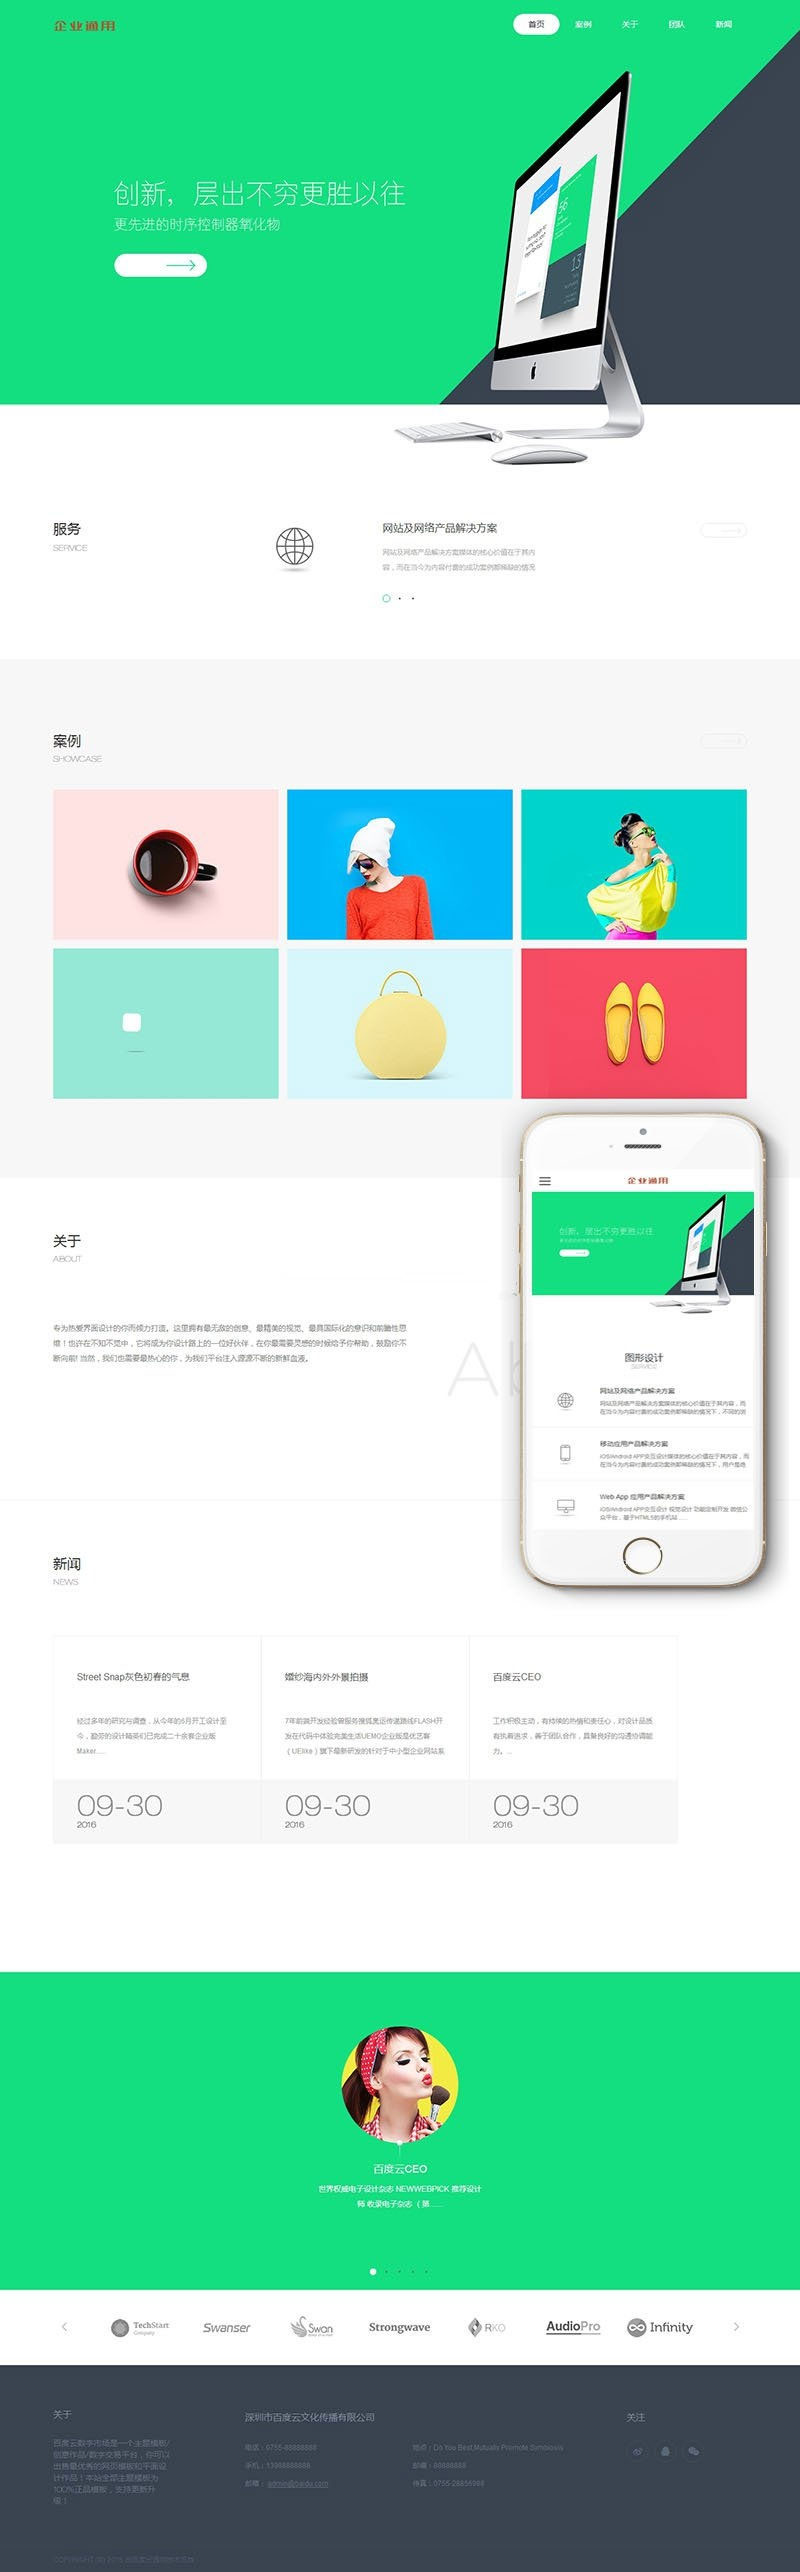 企业通用
首页 案例 关于 团队 新闻
创新，层出不穷更胜以往
更先进的时序控制器氧化物
服务
SERVICE
网站及网络产品解决方案
网站及网络产品解决方案媒体的核心价值在于其内
容，而在当今为内容付费的成功案例都稀缺的情况
案例
SHOWCASE
关于
ABOUT
专为热爱界面设计的你而倾力打造。这里拥有最无敌的创意、最精美的视觉、最具国际化的意识和前瞻性思
维！也许在不知不觉中，它将成为你设计路上的一位好伙伴，在你最需要灵感的时候给予你帮助，鼓励你不
断向前! 当然，我们也需要最热心的你，为我们平台注入源源不断的新鲜血液。
企业通用
创新，层出不穷更胜以往
更先进的时序控制器氧化物
图形设计
SERVICE
网站及网络产品解决方案
网站及网络产品解决方案媒体的核心价值在于其内容，而
在当今为内容付费的成功案例都稀缺的情况下，不同的浏
移动应用产品解决方案
iOS/Android APP交互设计媒体的核心价值在于其内容，而
在当今为内容付费的成功案例都稀缺的情况下，用户是绝
Web App 应用产品解决方案
iOS/Android APP交互设计 视觉设计 功能定制开发 微信公
众平台，基于HTML5的手机站......
新闻
NEWS
Street Snap灰色初春的气息
经过多年的研究与调查，从今年的5月开工设计至
今，勤劳的设计精英们已完成二十余套企业版
Maker......
09-30
2016
婚纱海内外外景拍摄
7年前端开发经验曾服务搜狐奥运传递路线FLASH开
发在代码中体验完美生活UEMO企业版是优艺客
（UElike）旗下最新研发的针对于中小型企业网站系
09-30
2016
百度云CEO
工作积极主动，有持续的热情和责任心，对设计品质
有执着追求，善于团队合作，具备良好的沟通协调能
力。...
09-30
2016
百度云CEO
世界权威电子设计杂志 NEWWEBPICK 推荐设计
师 收录电子杂志（第......
TechStart
Company
Swanser
Swan
Strongwave
RKO
AudioPro
Infinity
关于
百度云数字市场是一个主题模板/
创意作品/数字交易平台，你可以
出售最优秀的网页模板和平面设
计作品！本站全部主题模板为
100%正品模板，支持更新升
级！
深圳市百度云文化传播有限公司
电话：0755-88888888
手机：13988888888
邮箱：admin@baidu.com
地点：Do You Best,Mutually Promote Symbiosis
邮编：88888888
传真：0755-28856988
关注